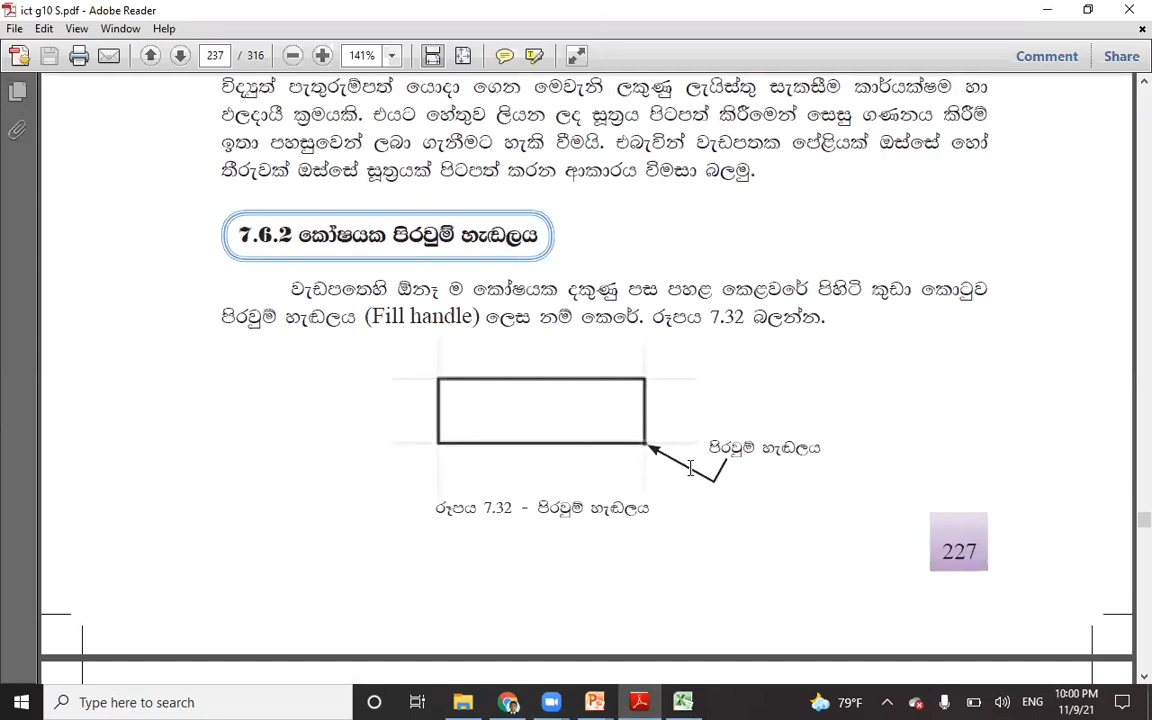 ict g10 S.pdf - Adobe Reader
File Edit View Window Help
237 / 316 141% Comment Share
විද්‍යුත් පැතුරුම්පත් යොදා ගෙන මෙවැනි ලකුණු ලැයිස්තු සැකසීම කාර්යක්ෂම හා
ඵලදායී ක්‍රමයකි. එයට හේතුව ලියන ලද සූත්‍රය පිටපත් කිරීමෙන් සෙසු ගණනය කිරීම්
ඉතා පහසුවෙන් ලබා ගැනීමට හැකි වීමයි. එබැවින් වැඩපතක පේළියක් ඔස්සේ හෝ
තීරුවක් ඔස්සේ සූත්‍රයක් පිටපත් කරන ආකාරය විමසා බලමු.
7.6.2 කෝෂයක පිරවුම් හැඬලය
වැඩපතෙහි ඕනෑ ම කෝෂයක දකුණු පස පහළ කෙළවරේ පිහිටි කුඩා කොටුව
පිරවුම් හැඬලය (Fill handle) ලෙස නම් කෙරේ. රූපය 7.32 බලන්න.
පිරවුම් හැඬලය
රූපය 7.32 - පිරවුම් හැඬලය
227
Type here to search
79°F ENG 10:00 PM
11/9/21